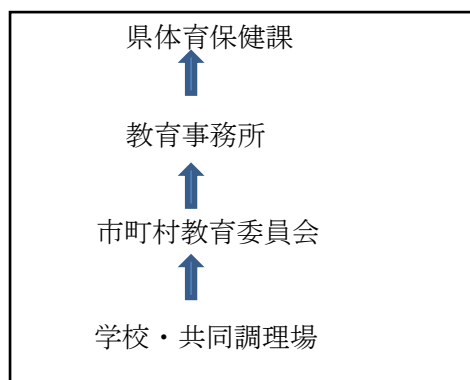 県体育保健課
教育事務所
市町村教育委員会
学校・共同調理場